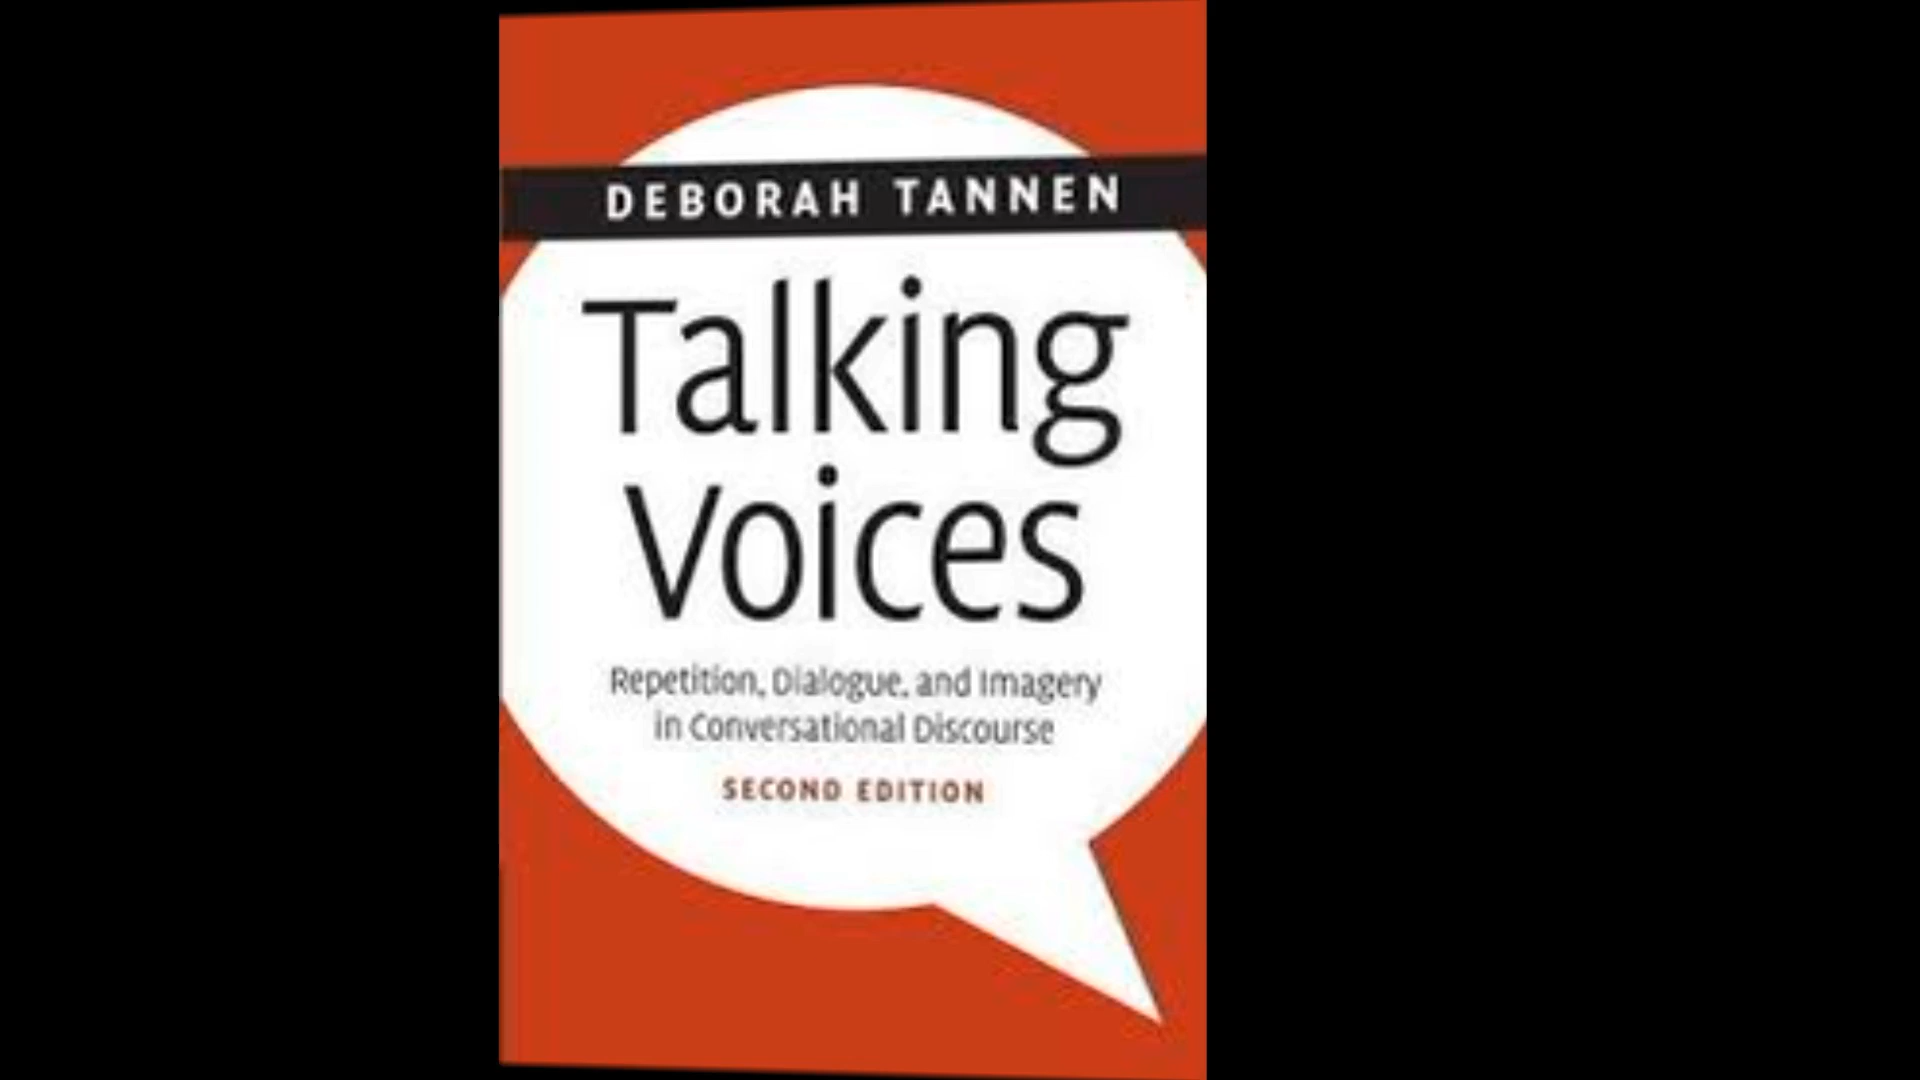 DEBORAH TANNEN
Talking
Voices
Repetition, Dialogue, and Imagery
in Conversational Discourse
SECOND EDITION